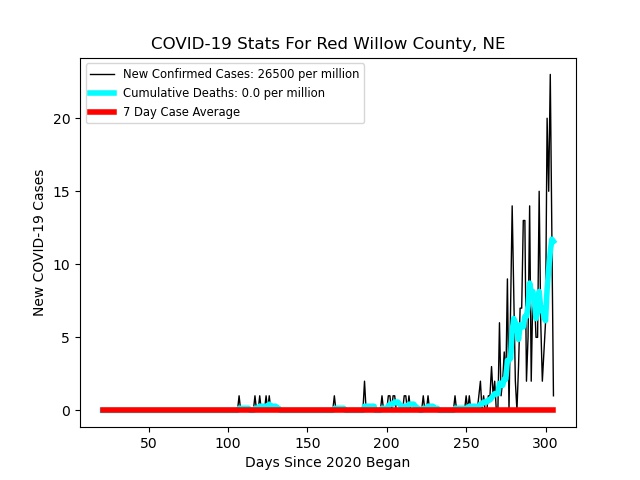 COVID-19 Stats For Red Willow County, NE
New Confirmed Cases: 26500 per million
Cumulative Deaths: 0.0 per million
7 Day Case Average
New COVID-19 Cases
20
15
10
5
0
50 100 150 200 250 300
Days Since 2020 Began